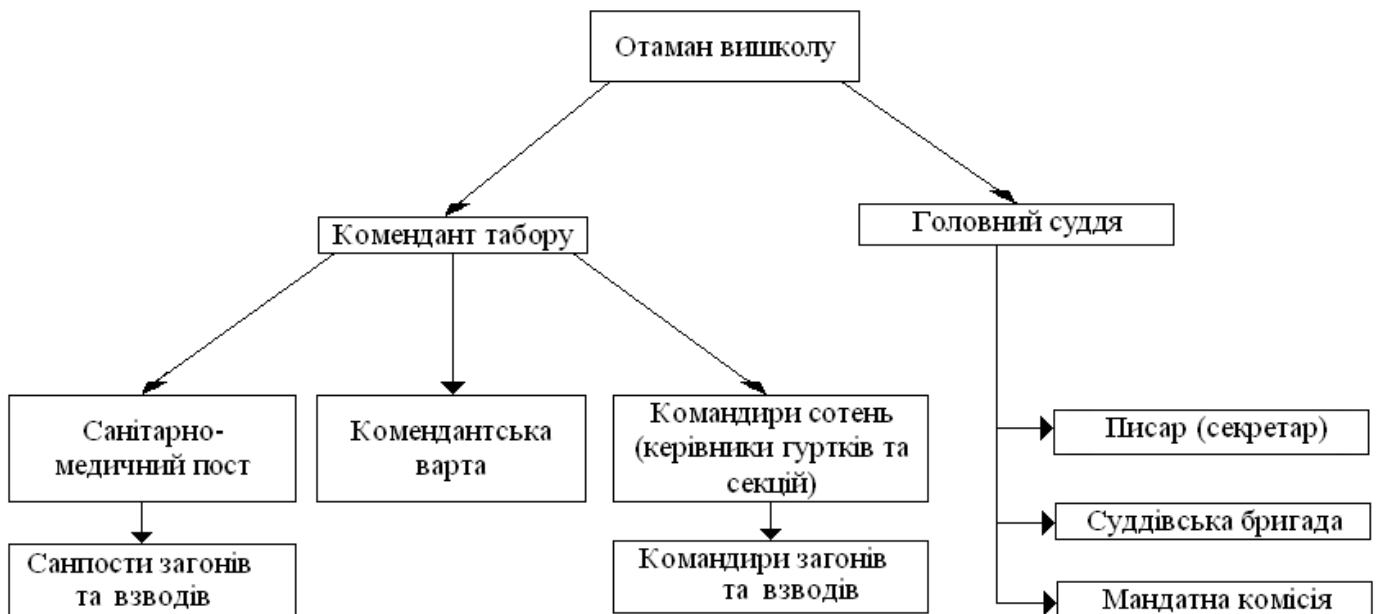 Отаман вишколу
Комендант табору
Головний суддя
Санітарно-
медичний пост
Комендантська
варта
Командири сотень
(керівники гуртків та
секцій)
Санпости загонів
та взводів
Командири загонів
та взводів
Писар (секретар)
Суддівська бригада
Мандатна комісія